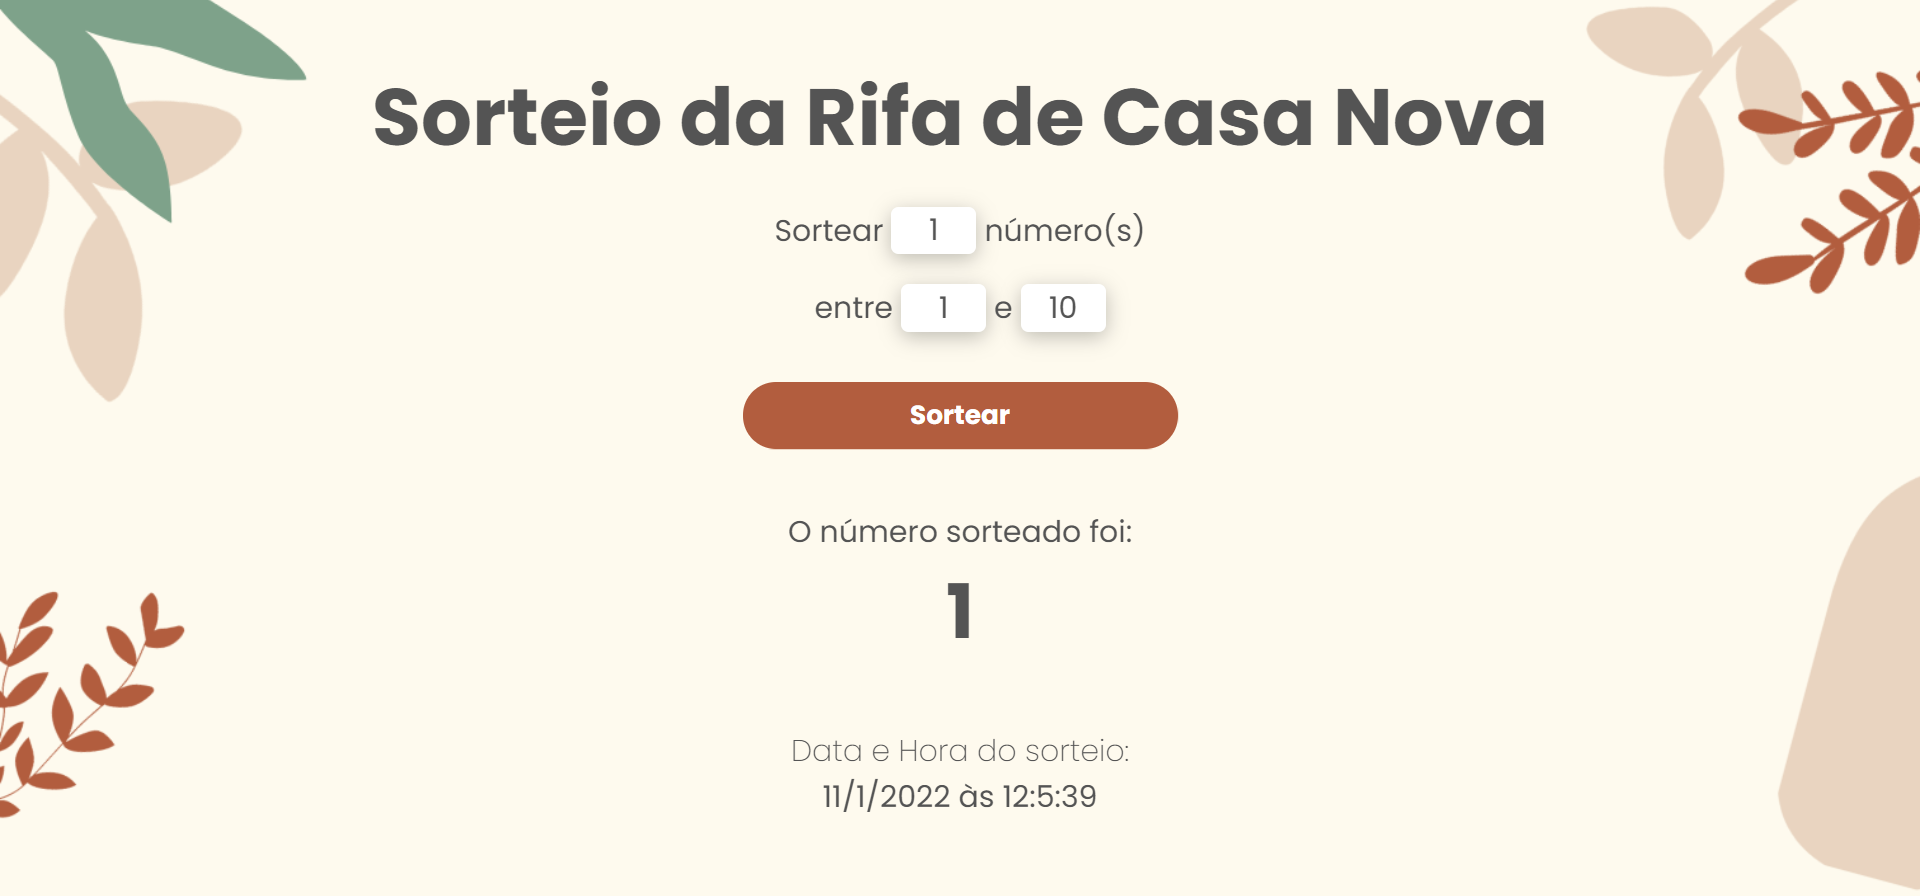 Sorteio da Rifa de Casa Nova
Sortear 1 número(s)
entre 1 e 10
Sortear
O número sorteado foi:
1
Data e Hora do sorteio:
11/1/2022 às 12:5:39